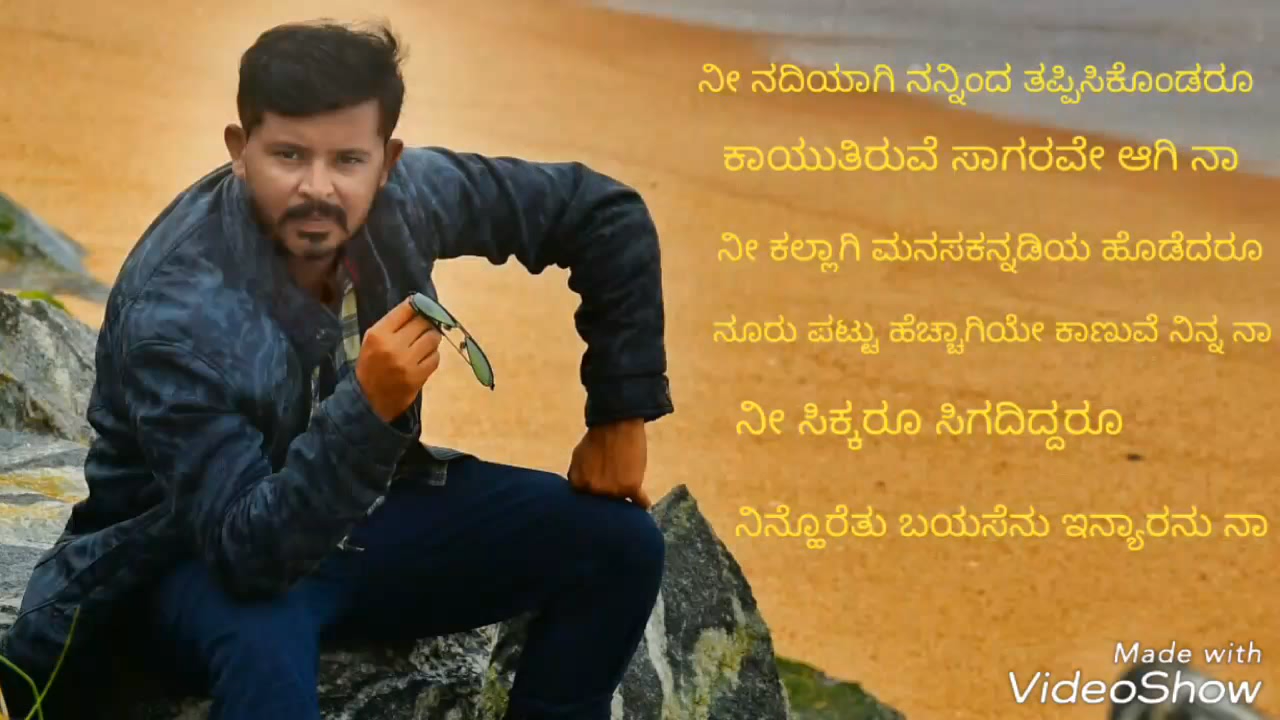 ನೀ ನದಿಯಾಗಿ ನನ್ನಿಂದ ತಪ್ಪಿಸಿಕೊಂಡರೂ
ಕಾಯುತಿರುವೆ ಸಾಗರವೇ ಆಗಿ ನಾ
ನೀ ಕಲ್ಲಾಗಿ ಮನಸಕನ್ನಡಿಯ ಹೊಡೆದರೂ
ನೂರು ಪಟ್ಟು ಹೆಚ್ಚಾಗಿಯೇ ಕಾಣುವೆ ನಿನ್ನ ನಾ
ನೀ ಸಿಕ್ಕರೂ ಸಿಗದಿದ್ದರೂ
ನಿನ್ಹೊರೆತು ಬಯಸೆನು ಇನ್ಯಾರನು ನಾ
Made with
VideoShow